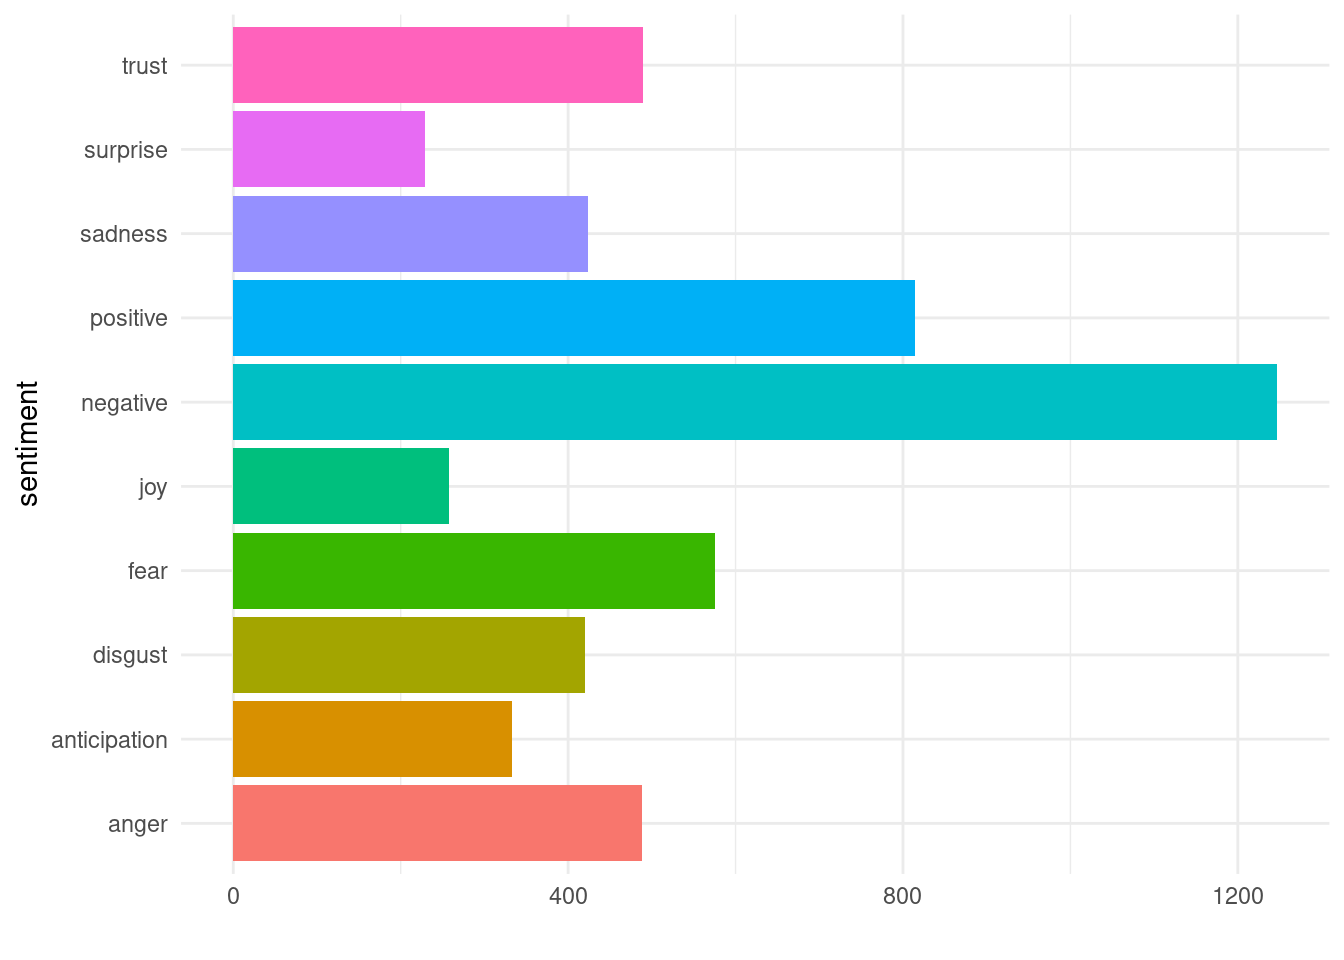 trust
surprise
sadness
positive
negative
joy
fear
disgust
anticipation
anger
sentiment
0 400 800 1200